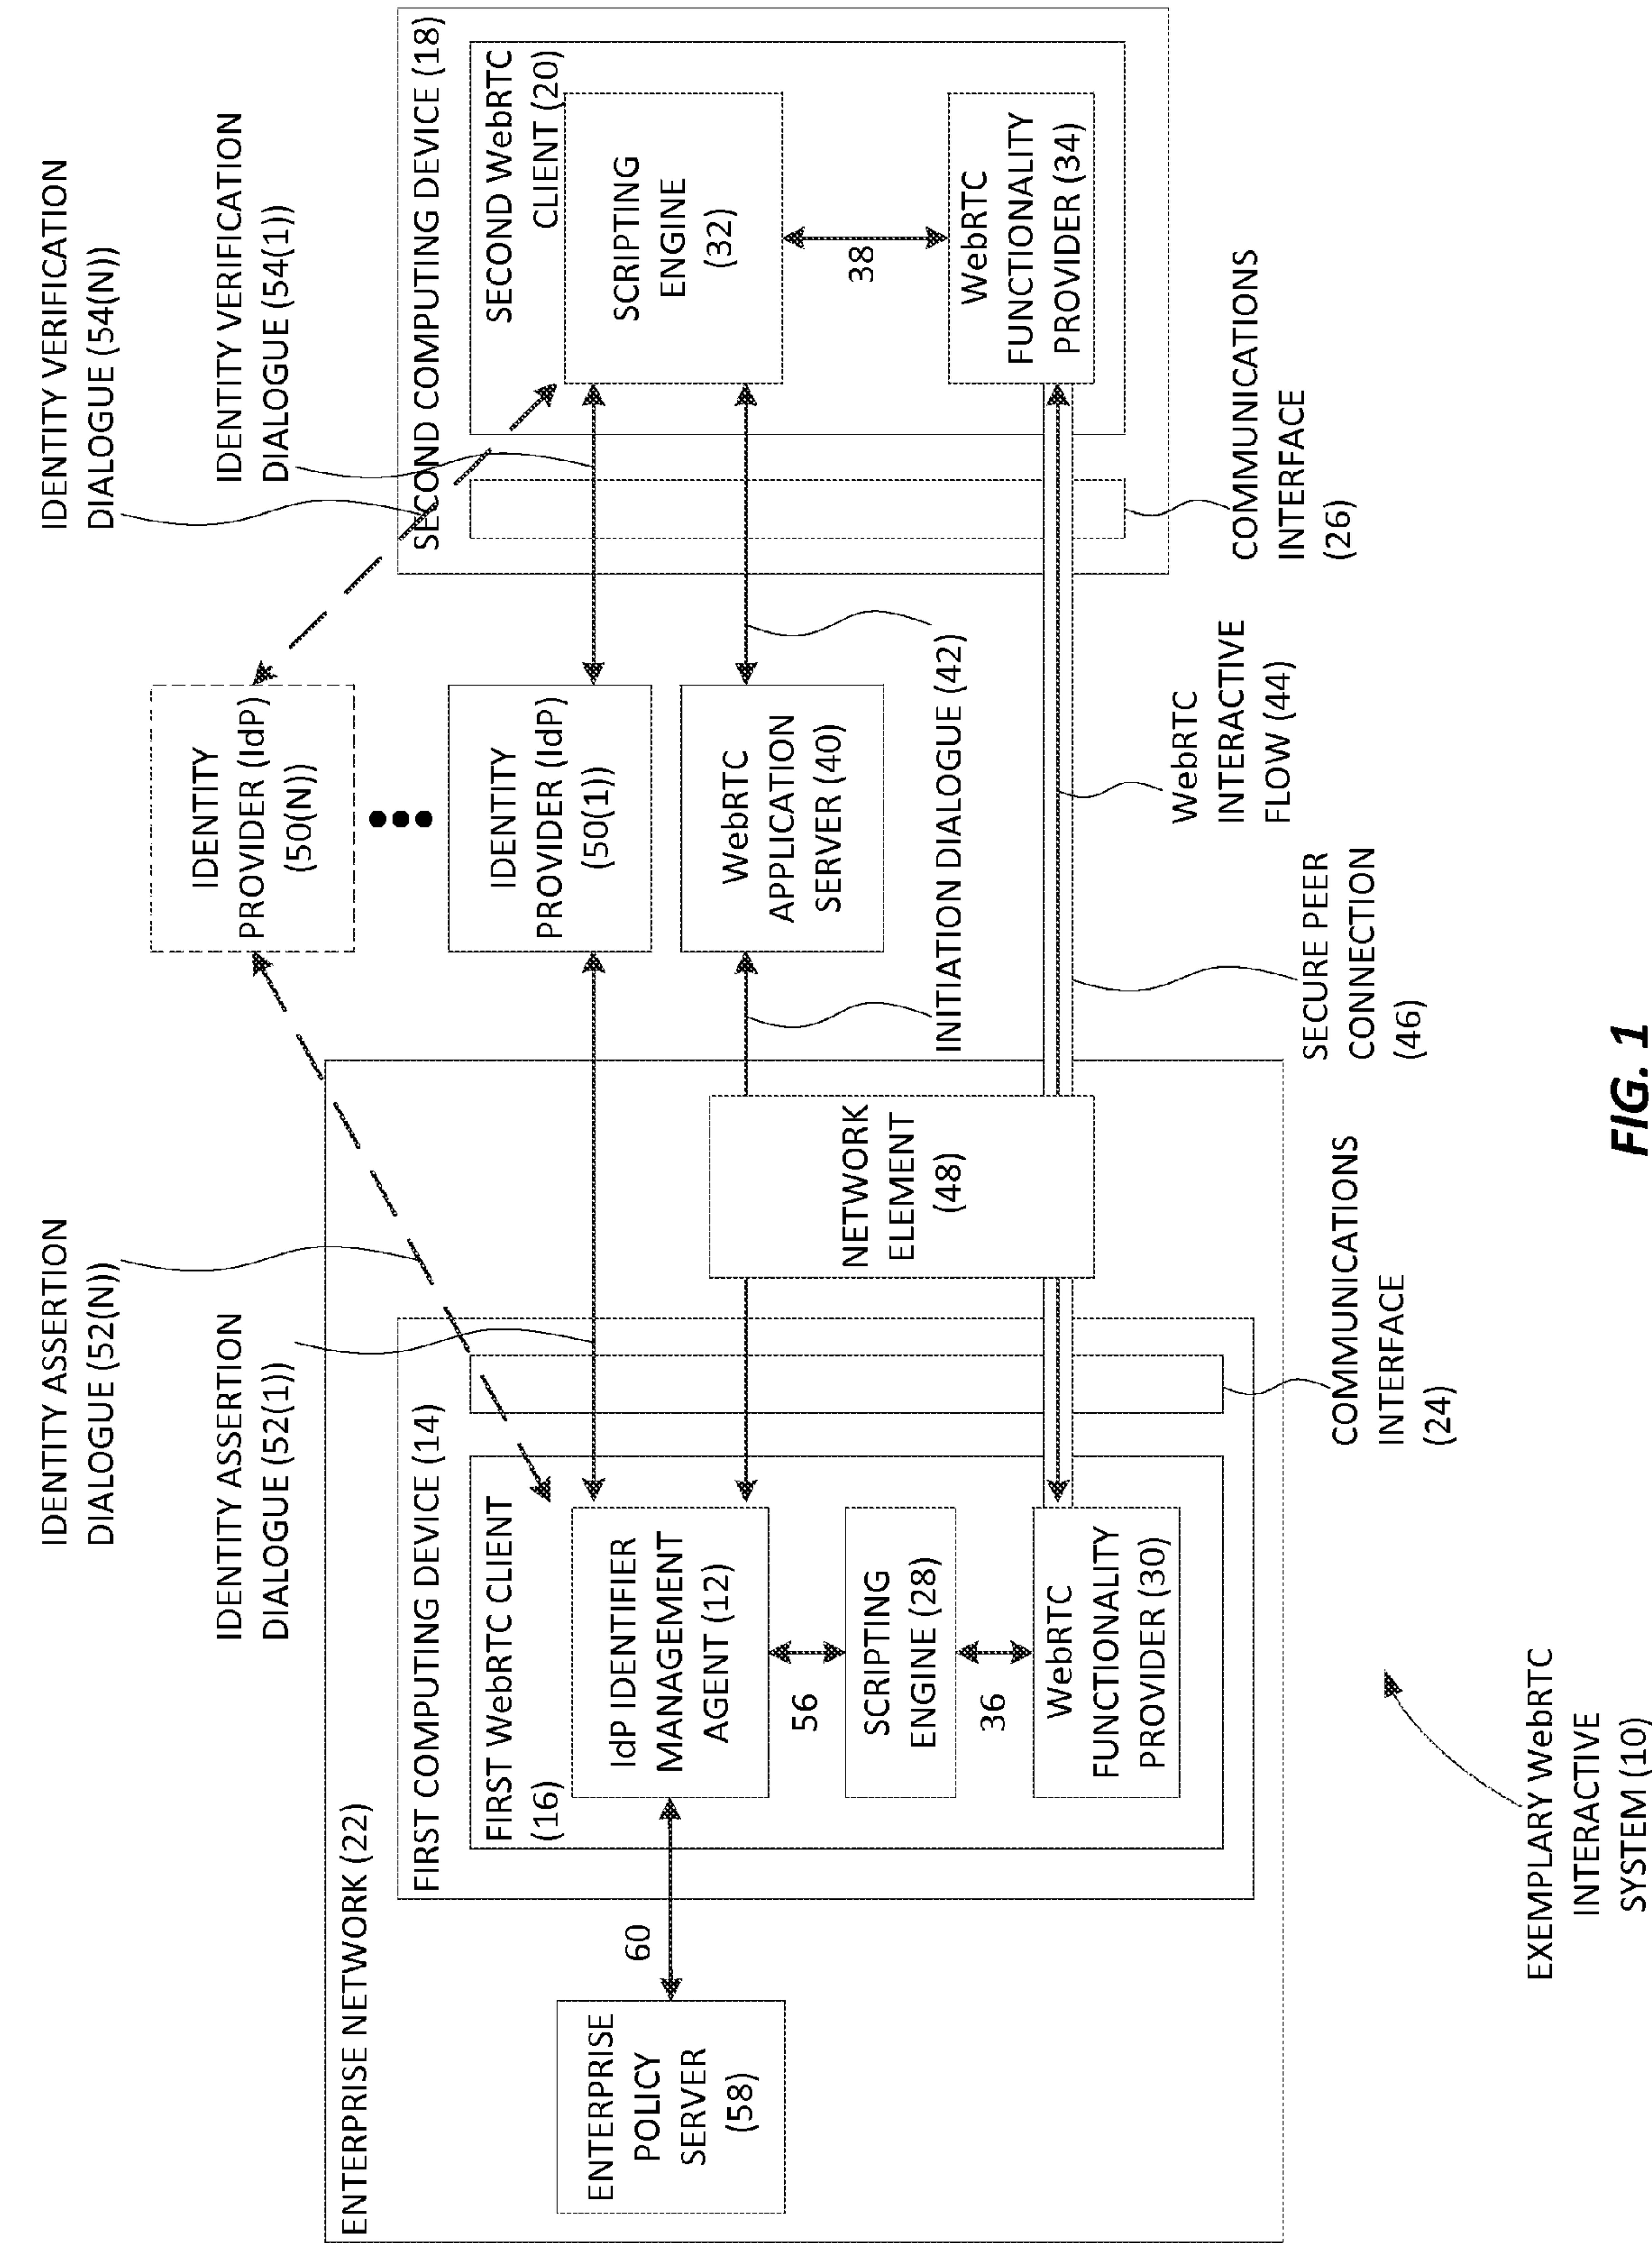 IDENTITY ASSERTION
DIALOGUE (52(N))
IDENTITY VERIFICATION
DIALOGUE (54(N))
IDENTITY ASSERTION
DIALOGUE (52(1))
IDENTITY VERIFICATION
DIALOGUE (54(1))
IDENTITY
PROVIDER (IdP)
(50(N))
ENTERPRISE NETWORK (22)
FIRST COMPUTING DEVICE (14)
SECOND COMPUTING DEVICE (18)
FIRST WebRTC CLIENT
(16)
SECOND WebRTC
CLIENT (20)
IDENTITY
PROVIDER (IdP)
(50(1))
ENTERPRISE
POLICY
SERVER
(58)
60
IdP IDENTIFIER
MANAGEMENT
AGENT (12)
SCRIPTING
ENGINE
(32)
WebRTC
APPLICATION
SERVER (40)
56
NETWORK
ELEMENT
(48)
38
SCRIPTING
ENGINE (28)
INITIATION DIALOGUE (42)
36
WebRTC
FUNCTIONALITY
PROVIDER (30)
WebRTC
FUNCTIONALITY
PROVIDER (34)
WebRTC
INTERACTIVE
FLOW (44)
COMMUNICATIONS
INTERFACE
(26)
SECURE PEER
CONNECTION
(46)
COMMUNICATIONS
INTERFACE
(24)
EXEMPLARY WebRTC
INTERACTIVE
SYSTEM (10)
FIG. 1